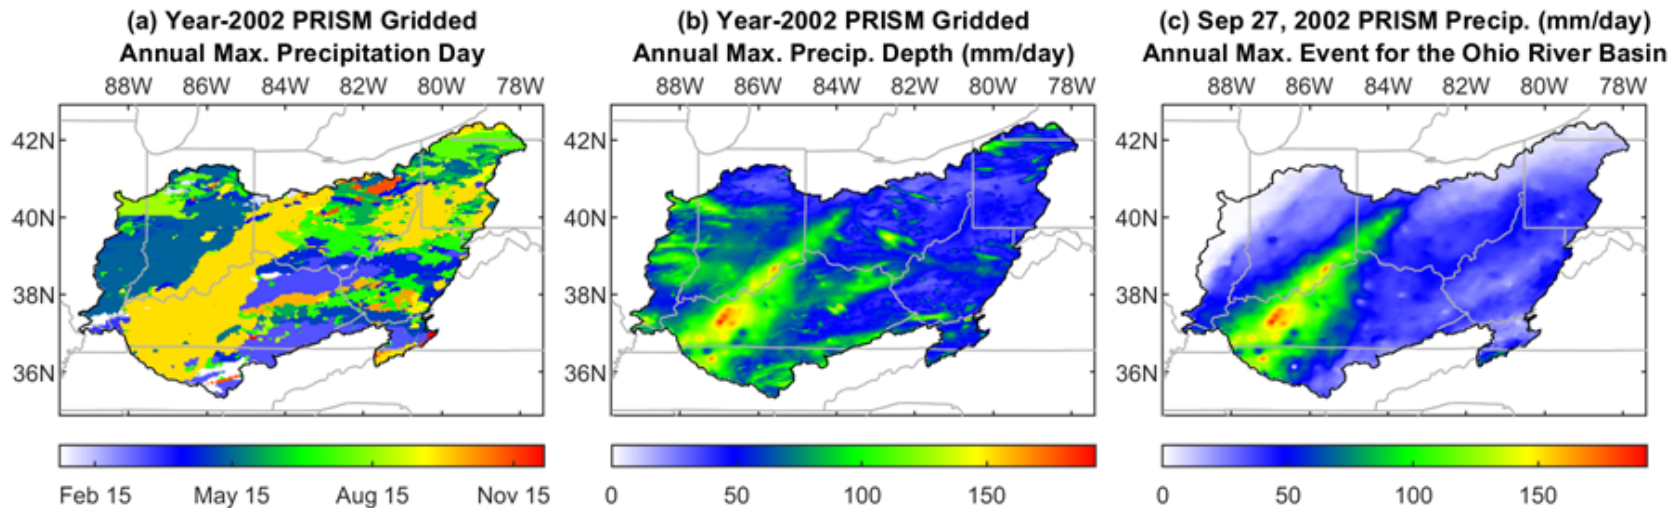 (a) Year-2002 PRISM Gridded
Annual Max. Precipitation Day
88W 86W 84W 82W 80W 78W
42N
40N
38N
36N
Feb 15 May 15 Aug 15 Nov 15
(b) Year-2002 PRISM Gridded
Annual Max. Precip. Depth (mm/day)
88W 86W 84W 82W 80W 78W
42N
40N
38N
36N
0 50 100 150
(c) Sep 27, 2002 PRISM Precip. (mm/day)
Annual Max. Event for the Ohio River Basin
88W 86W 84W 82W 80W 78W
42N
40N
38N
36N
0 50 100 150